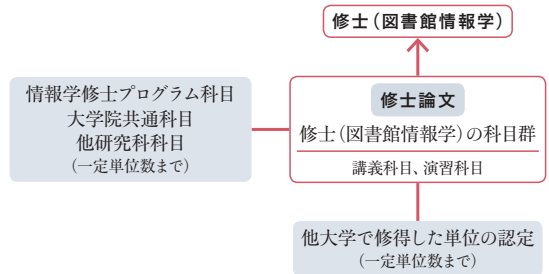 修士（図書館情報学）
情報学修士プログラム科目
大学院共通科目
他研究科科目
（一定単位数まで）
修士論文
修士（図書館情報学）の科目群
講義科目、演習科目
他大学で修得した単位の認定
（一定単位数まで）